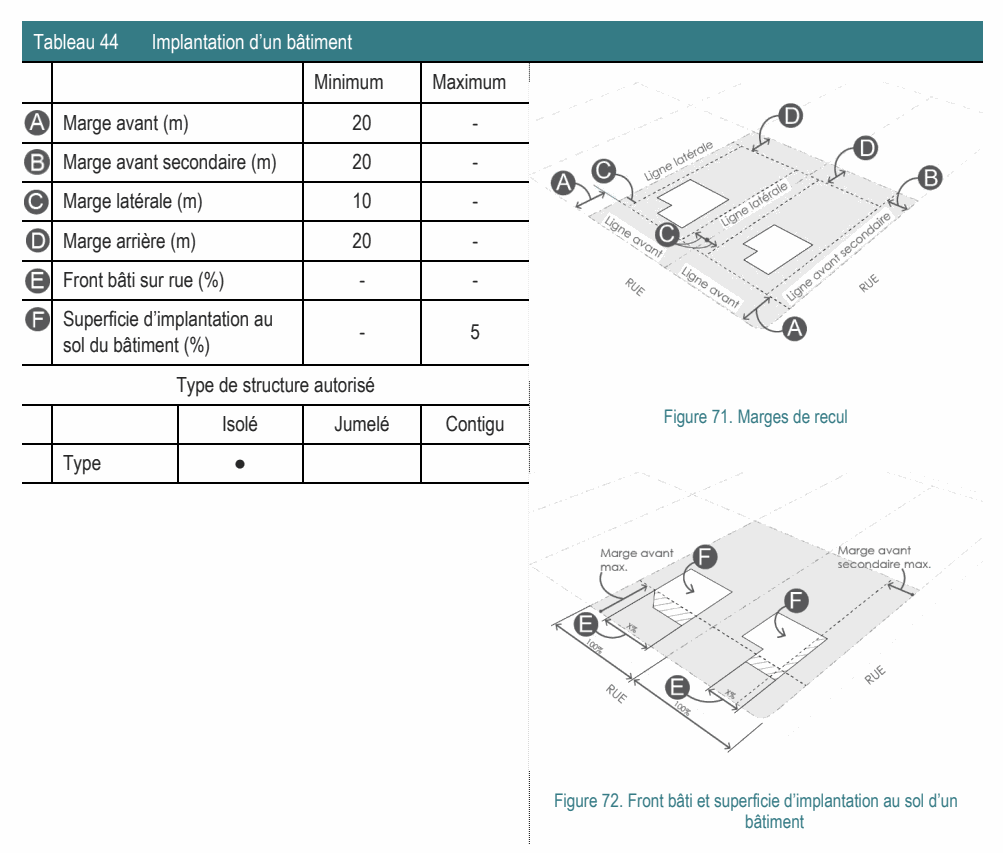 Tableau 44 Implantation d’un bâtiment
Minimum Maximum
A Marge avant (m) 20 -
B Marge avant secondaire (m) 20 -
C Marge latérale (m) 10 -
D Marge arrière (m) 20 -
E Front bâti sur rue (%) - -
F Superficie d’implantation au
sol du bâtiment (%) - 5
Type de structure autorisé
Isolé Jumelé Contigu
Type ●
D
Ligne latérale
D
C
A
B
Ligne latérale
Ligne avant
C
Ligne avant secondaire
Ligne avant
RUE
RUE
A
Figure 71. Marges de recul
Marge avant
max.
F
Marge avant
secondaire max.
F
E
X%
100%
E
X%
RUE
100%
RUE
Figure 72. Front bâti et superficie d’implantation au sol d’un
bâtiment